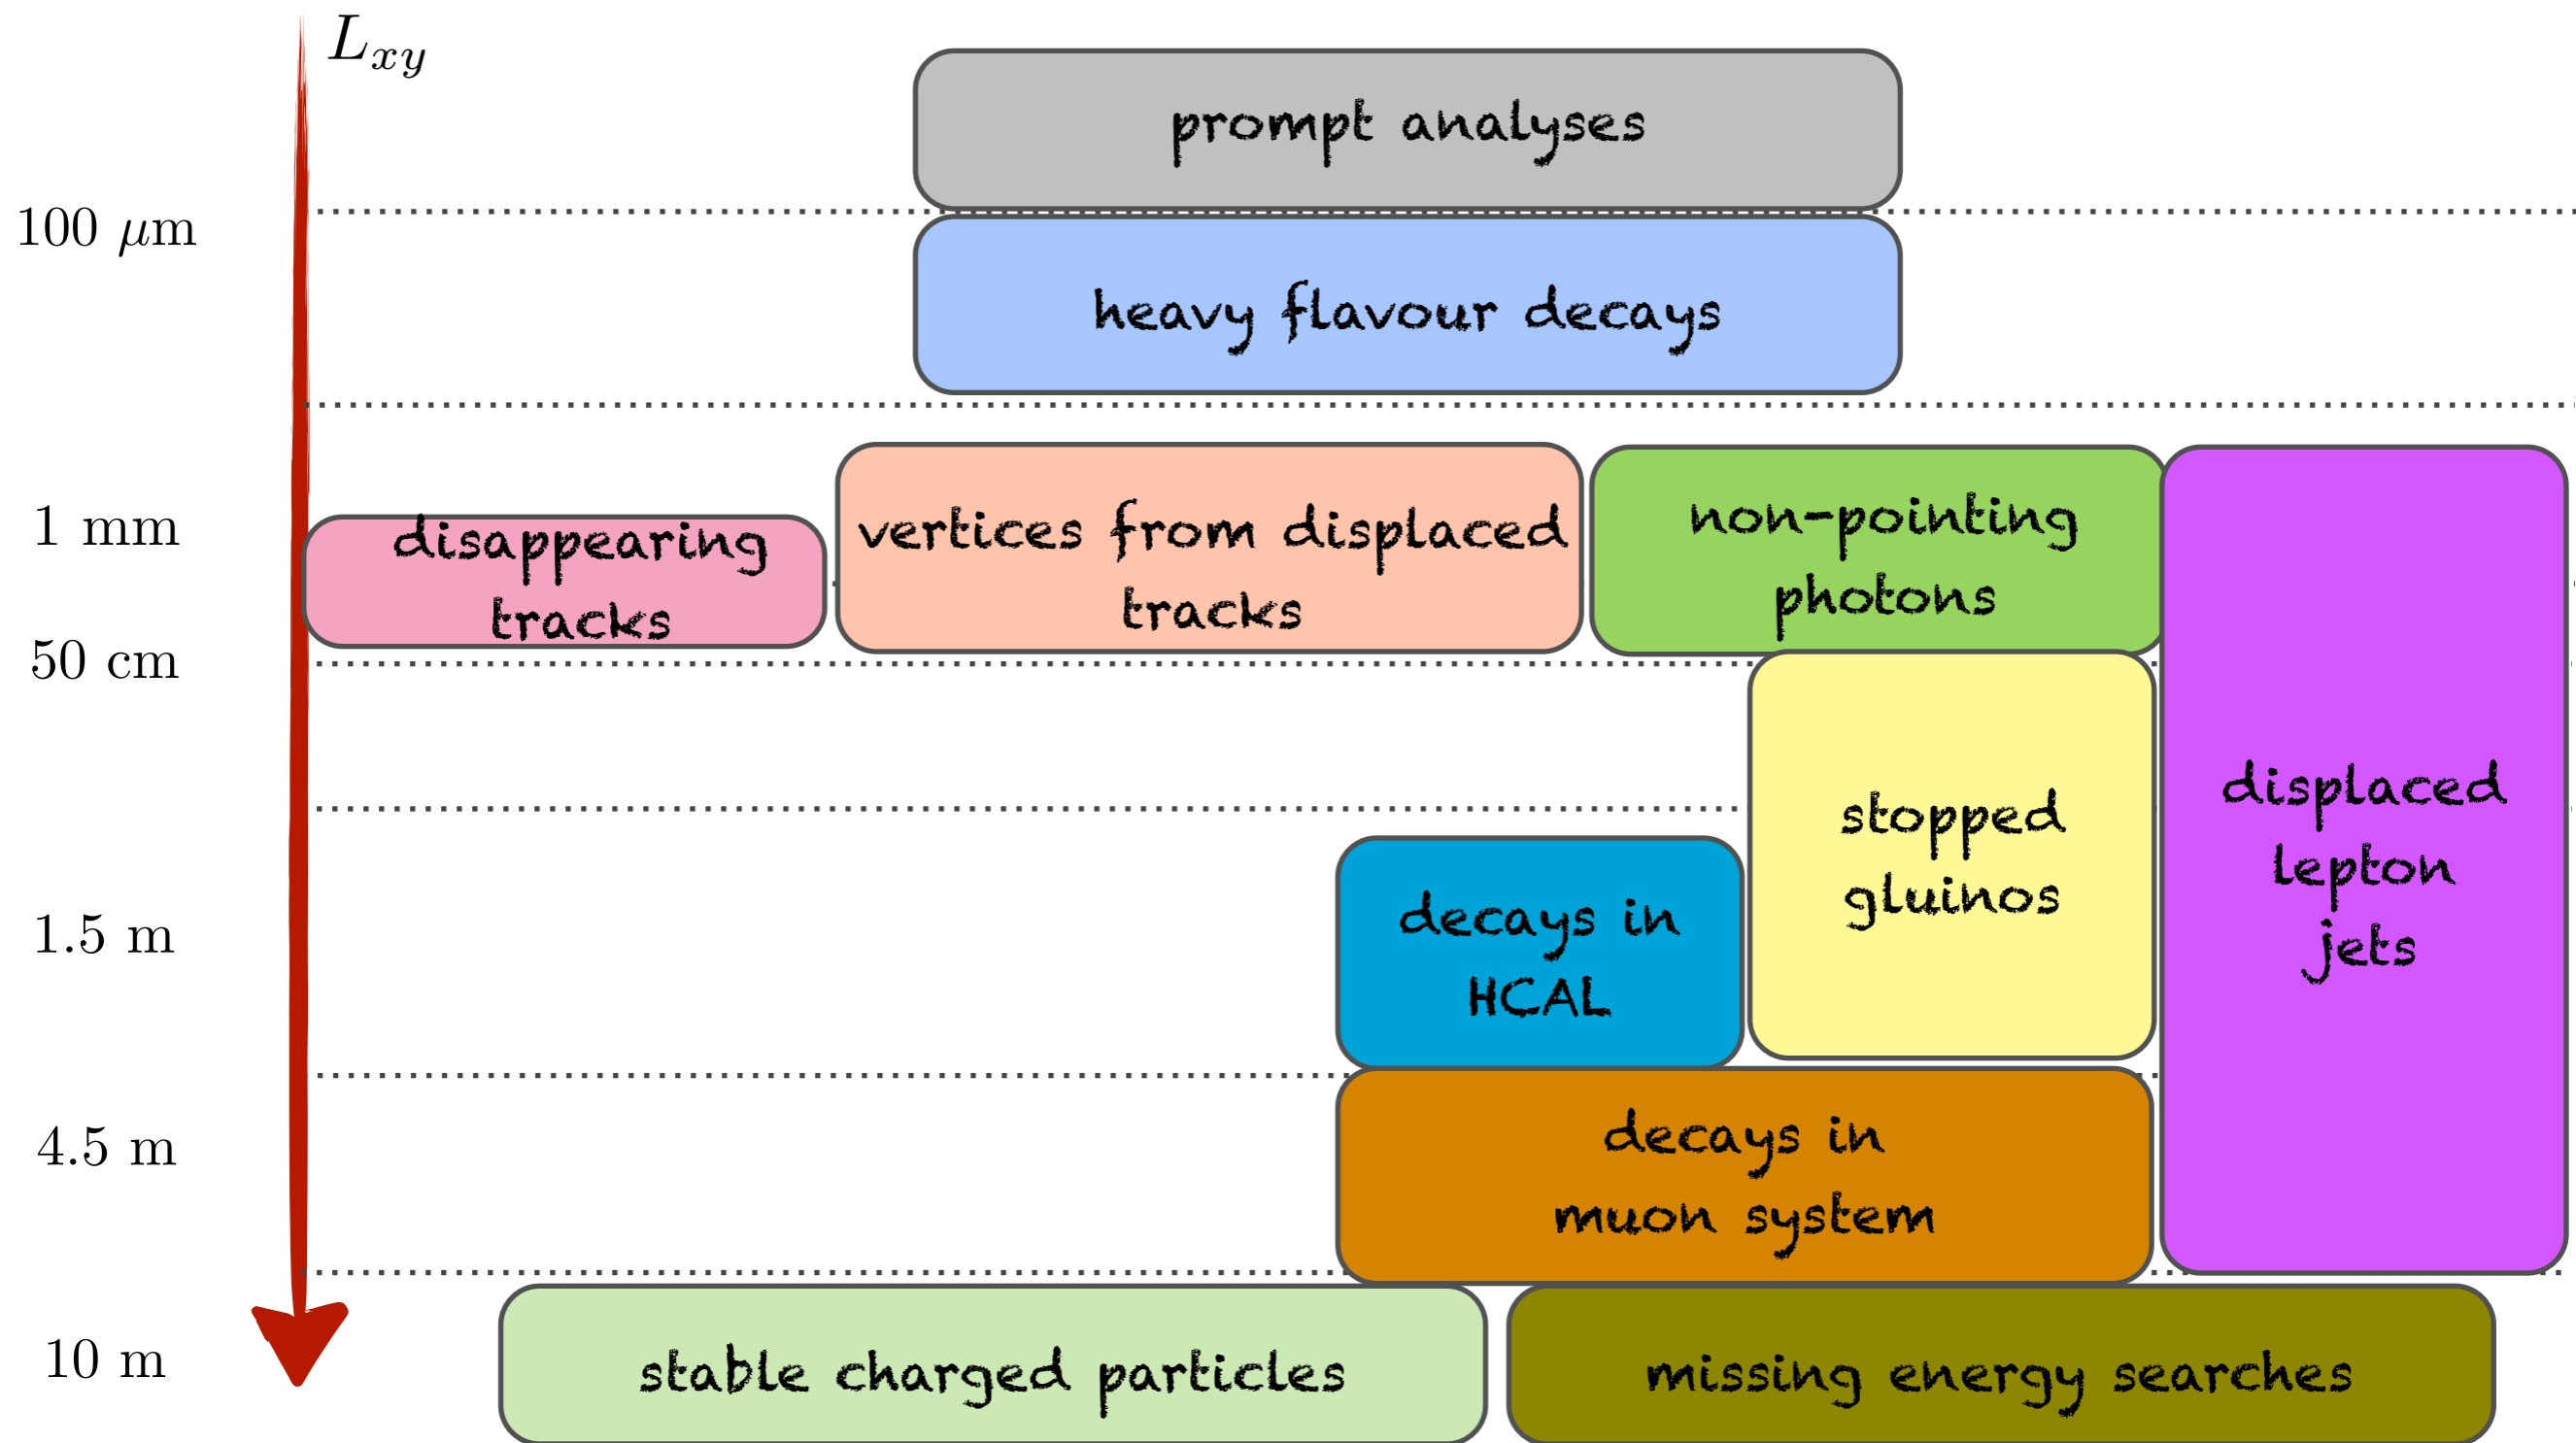 L_{xy}
prompt analyses
100 μm
heavy flavour decays
1 mm
disappearing
tracks
vertices from displaced
tracks
non-pointing
photons
50 cm
stopped
gluinos
displaced
lepton
jets
decays in
HCAL
1.5 m
4.5 m
decays in
muon system
10 m
stable charged particles
missing energy searches